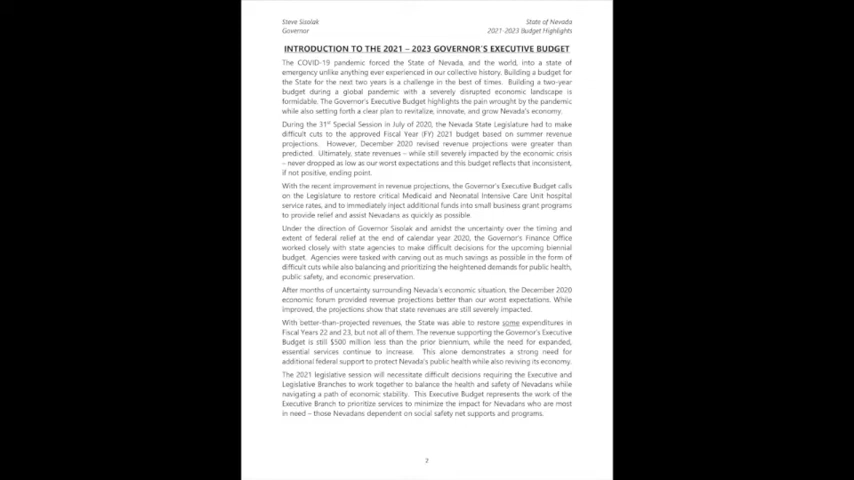 Steve Sisolak
Governor
State of Nevada
2021-2023 Budget Highlights
INTRODUCTION TO THE 2021 – 2023 GOVERNOR'S EXECUTIVE BUDGET
The COVID-19 pandemic forced the State of Nevada, and the world, into a state of
emergency unlike anything ever experienced in our collective history. Building a budget for
the State for the next two years is a challenge in the best of times. Building a two-year
budget during a global pandemic with a severely disrupted economic landscape is
formidable. The Governor's Executive Budget highlights the pain wrought by the pandemic
while also setting forth a clear plan to revitalize, innovate, and grow Nevada's economy.
During the 31st Special Session in July of 2020, the Nevada State Legislature had to make
difficult cuts to the approved Fiscal Year (FY) 2021 budget based on summer revenue
projections. However, December 2020 revised revenue projections were greater than
predicted. Ultimately, state revenues – while still severely impacted by the economic crisis
– never dropped as low as our worst expectations and this budget reflects that inconsistent,
if not positive, ending point.
With the recent improvement in revenue projections, the Governor's Executive Budget calls
on the Legislature to restore critical Medicaid and Neonatal Intensive Care Unit hospital
service rates, and to immediately inject additional funds into small business grant programs
to provide relief and assist Nevadans as quickly as possible.
Under the direction of Governor Sisolak and amidst the uncertainty over the timing and
extent of federal relief at the end of calendar year 2020, the Governor's Finance Office
worked closely with state agencies to make difficult decisions for the upcoming biennial
budget. Agencies were tasked with carving out as much savings as possible in the form of
difficult cuts while also balancing and prioritizing the heightened demands for public health,
public safety, and economic preservation.
After months of uncertainty surrounding Nevada's economic situation, the December 2020
economic forum provided revenue projections better than our worst expectations. While
improved, the projections show that state revenues are still severely impacted.
With better-than-projected revenues, the State was able to restore some expenditures in
Fiscal Years 22 and 23, but not all of them. The revenue supporting the Governor's Executive
Budget is still $500 million less than the prior biennium, while the need for expanded,
essential services continue to increase. This alone demonstrates a strong need for
additional federal support to protect Nevada's public health while also reviving its economy.
The 2021 legislative session will necessitate difficult decisions requiring the Executive and
Legislative Branches to work together to balance the health and safety of Nevadans while
navigating a path of economic stability. This Executive Budget represents the work of the
Executive Branch to prioritize services to minimize the impact for Nevadans who are most
in need – those Nevadans dependent on social safety net supports and programs.
2